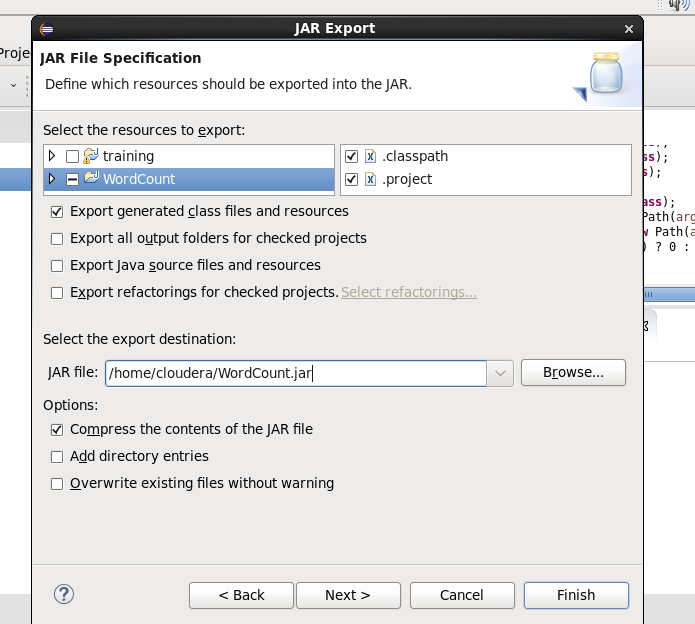 JAR Export
Proje
JAR File Specification
Define which resources should be exported into the JAR.
Select the resources to export:
training
.classpath
WordCount
.project
Export generated class files and resources
Export all output folders for checked projects
Export Java source files and resources
Export refactorings for checked projects. Select refactorings...
Select the export destination:
JAR file: /home/cloudera/WordCount.jar Browse...
Options:
Compress the contents of the JAR file
Add directory entries
Overwrite existing files without warning
ss);
s);
ass);
Path(arg
w Path(a
) ? 0 :
? < Back Next > Cancel Finish